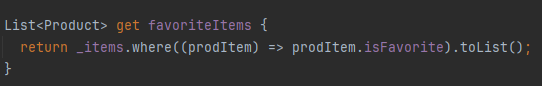 List<Product> get favoriteItems {
  return _items.where((prodItem) => prodItem.isFavorite).toList();
}